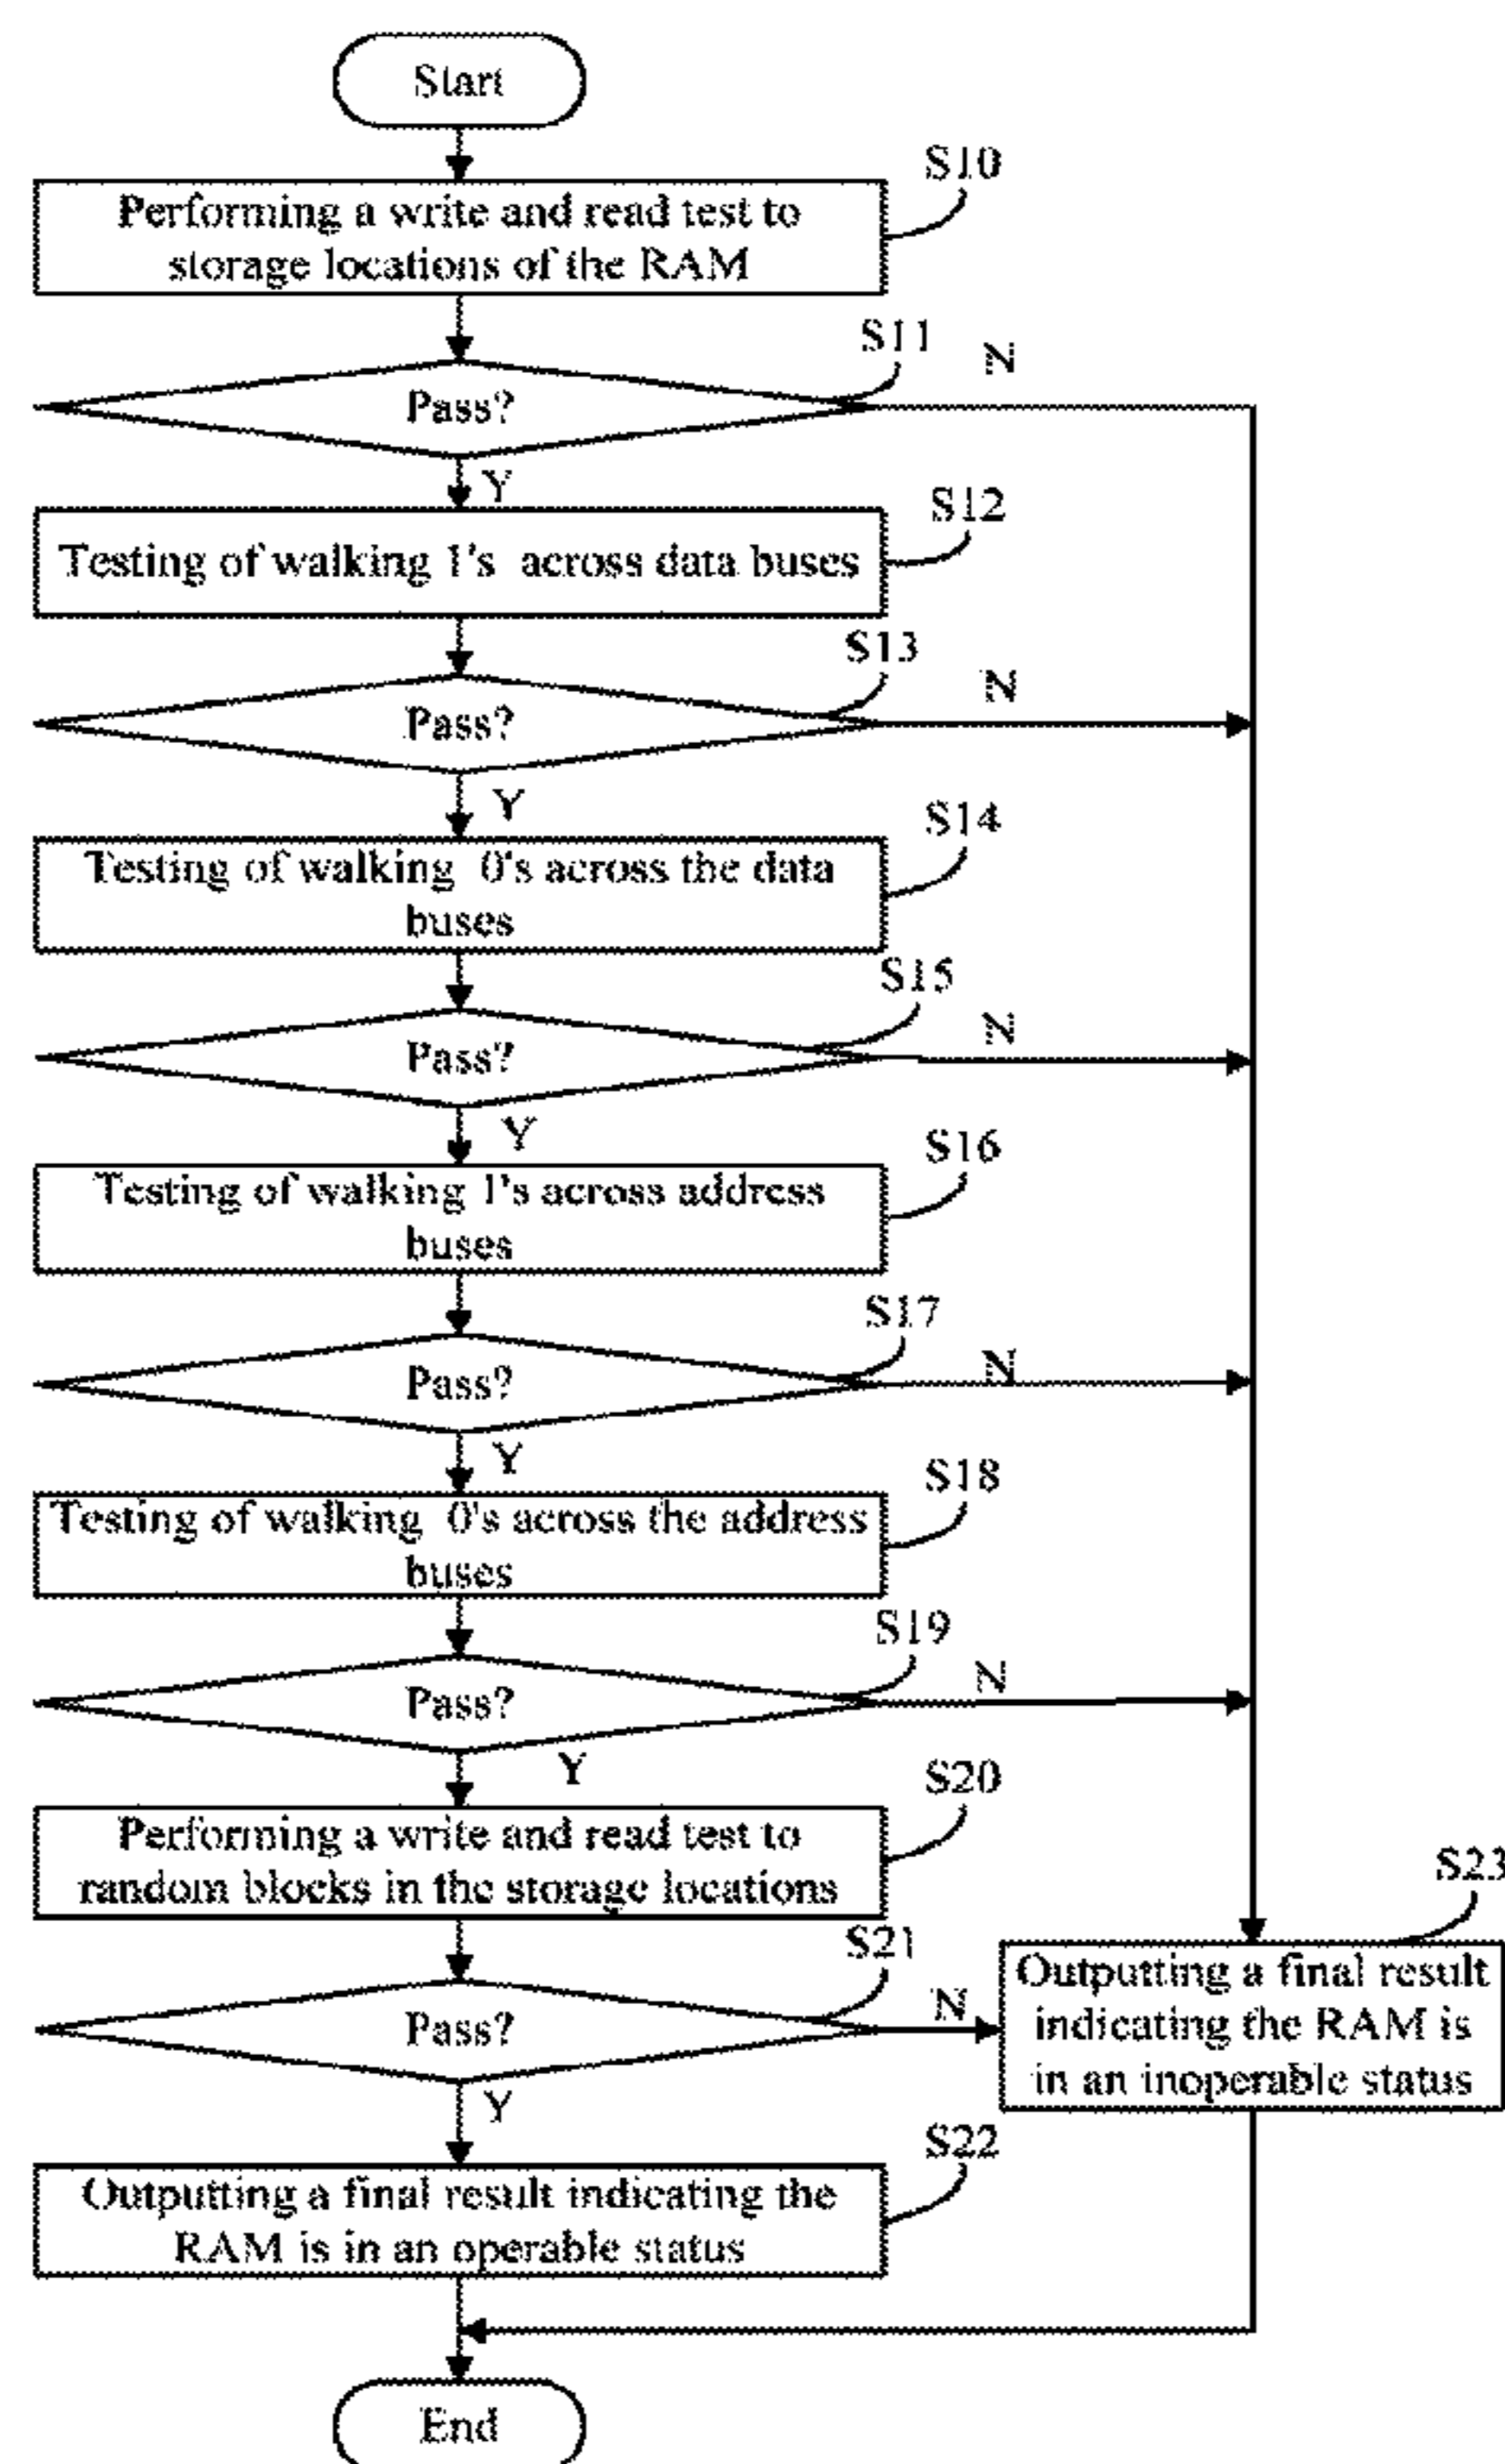 Start
S10
Performing a write and read test to
storage locations of the RAM
S11
N
Pass?
Y
S12
Testing of walking 1's across data buses
S13
N
Pass?
Y
S14
Testing of walking 0's across the data
buses
S15
N
Pass?
Y
S16
Testing of walking 1's across address
buses
S17
N
Pass?
Y
S18
Testing of walking 0's across the address
buses
S19
N
Pass?
Y
S20
Performing a write and read test to
random blocks in the storage locations
S23
Outputting a final result
indicating the RAM is
in an inoperable status
S21
N
Pass?
Y
S22
Outputting a final result indicating the
RAM is in an operable status
End